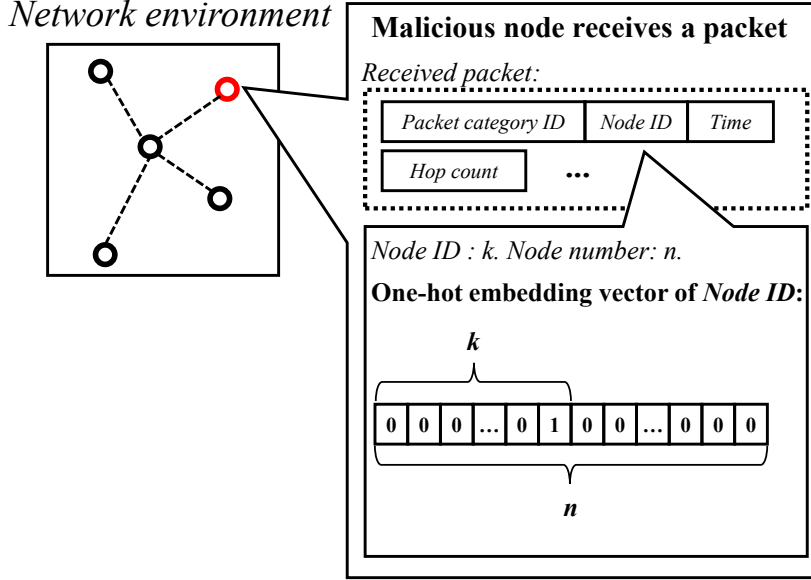 Network environment
Malicious node receives a packet
Received packet:
Packet category ID Node ID Time
Hop count ...
Node ID : k. Node number: n.
One-hot embedding vector of Node ID:
k
0 0 0 ... 0 1 0 0 ... 0 0 0
n